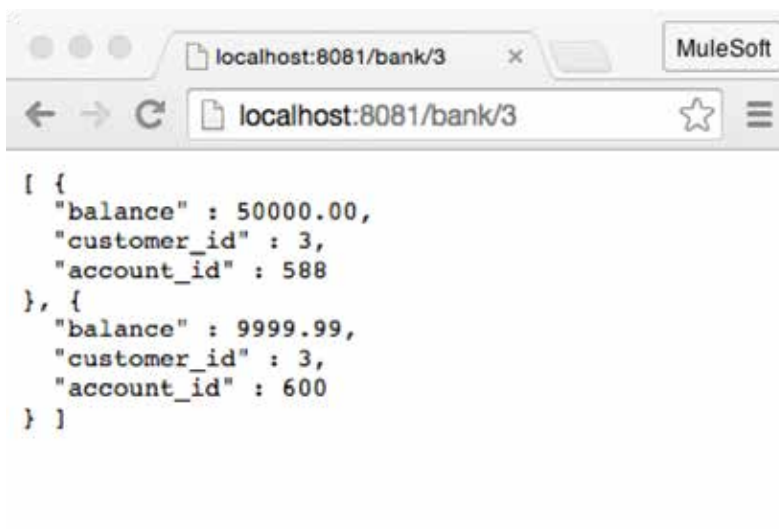 localhost:8081/bank/3
MuleSoft
localhost:8081/bank/3
[ {
"balance" : 50000.00,
"customer_id" : 3,
"account_id" : 588
}, {
"balance" : 9999.99,
"customer_id" : 3,
"account_id" : 600
} ]